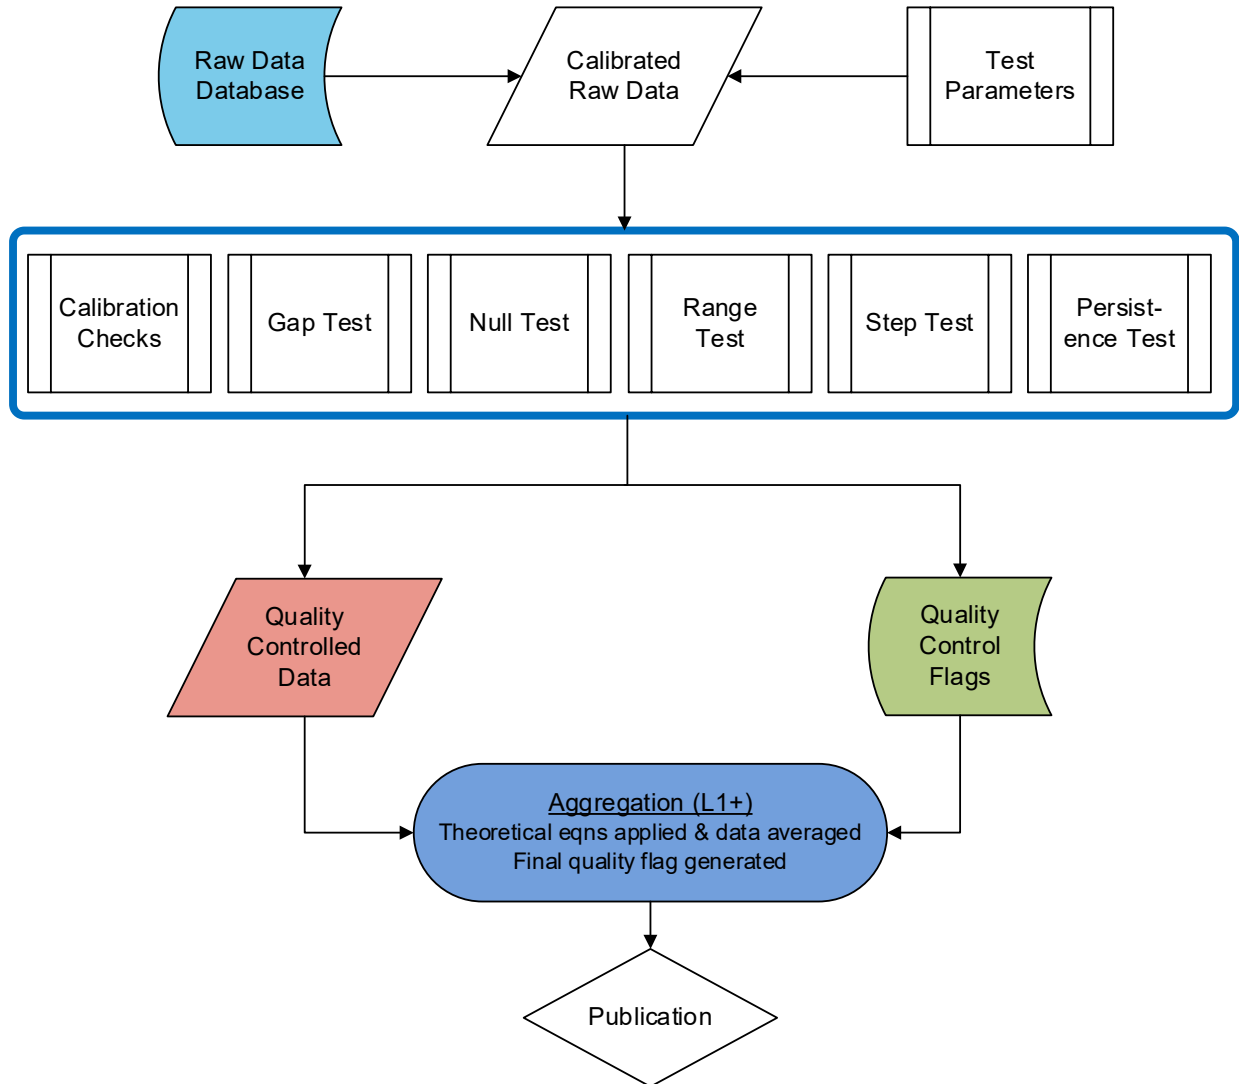 Raw Data
Database
Calibrated
Raw Data
Test
Parameters
Calibration
Checks
Gap Test
Null Test
Range
Test
Step Test
Persist-
ence Test
Quality
Controlled
Data
Quality
Control
Flags
Aggregation (L1+)
Theoretical eqns applied & data averaged
Final quality flag generated
Publication